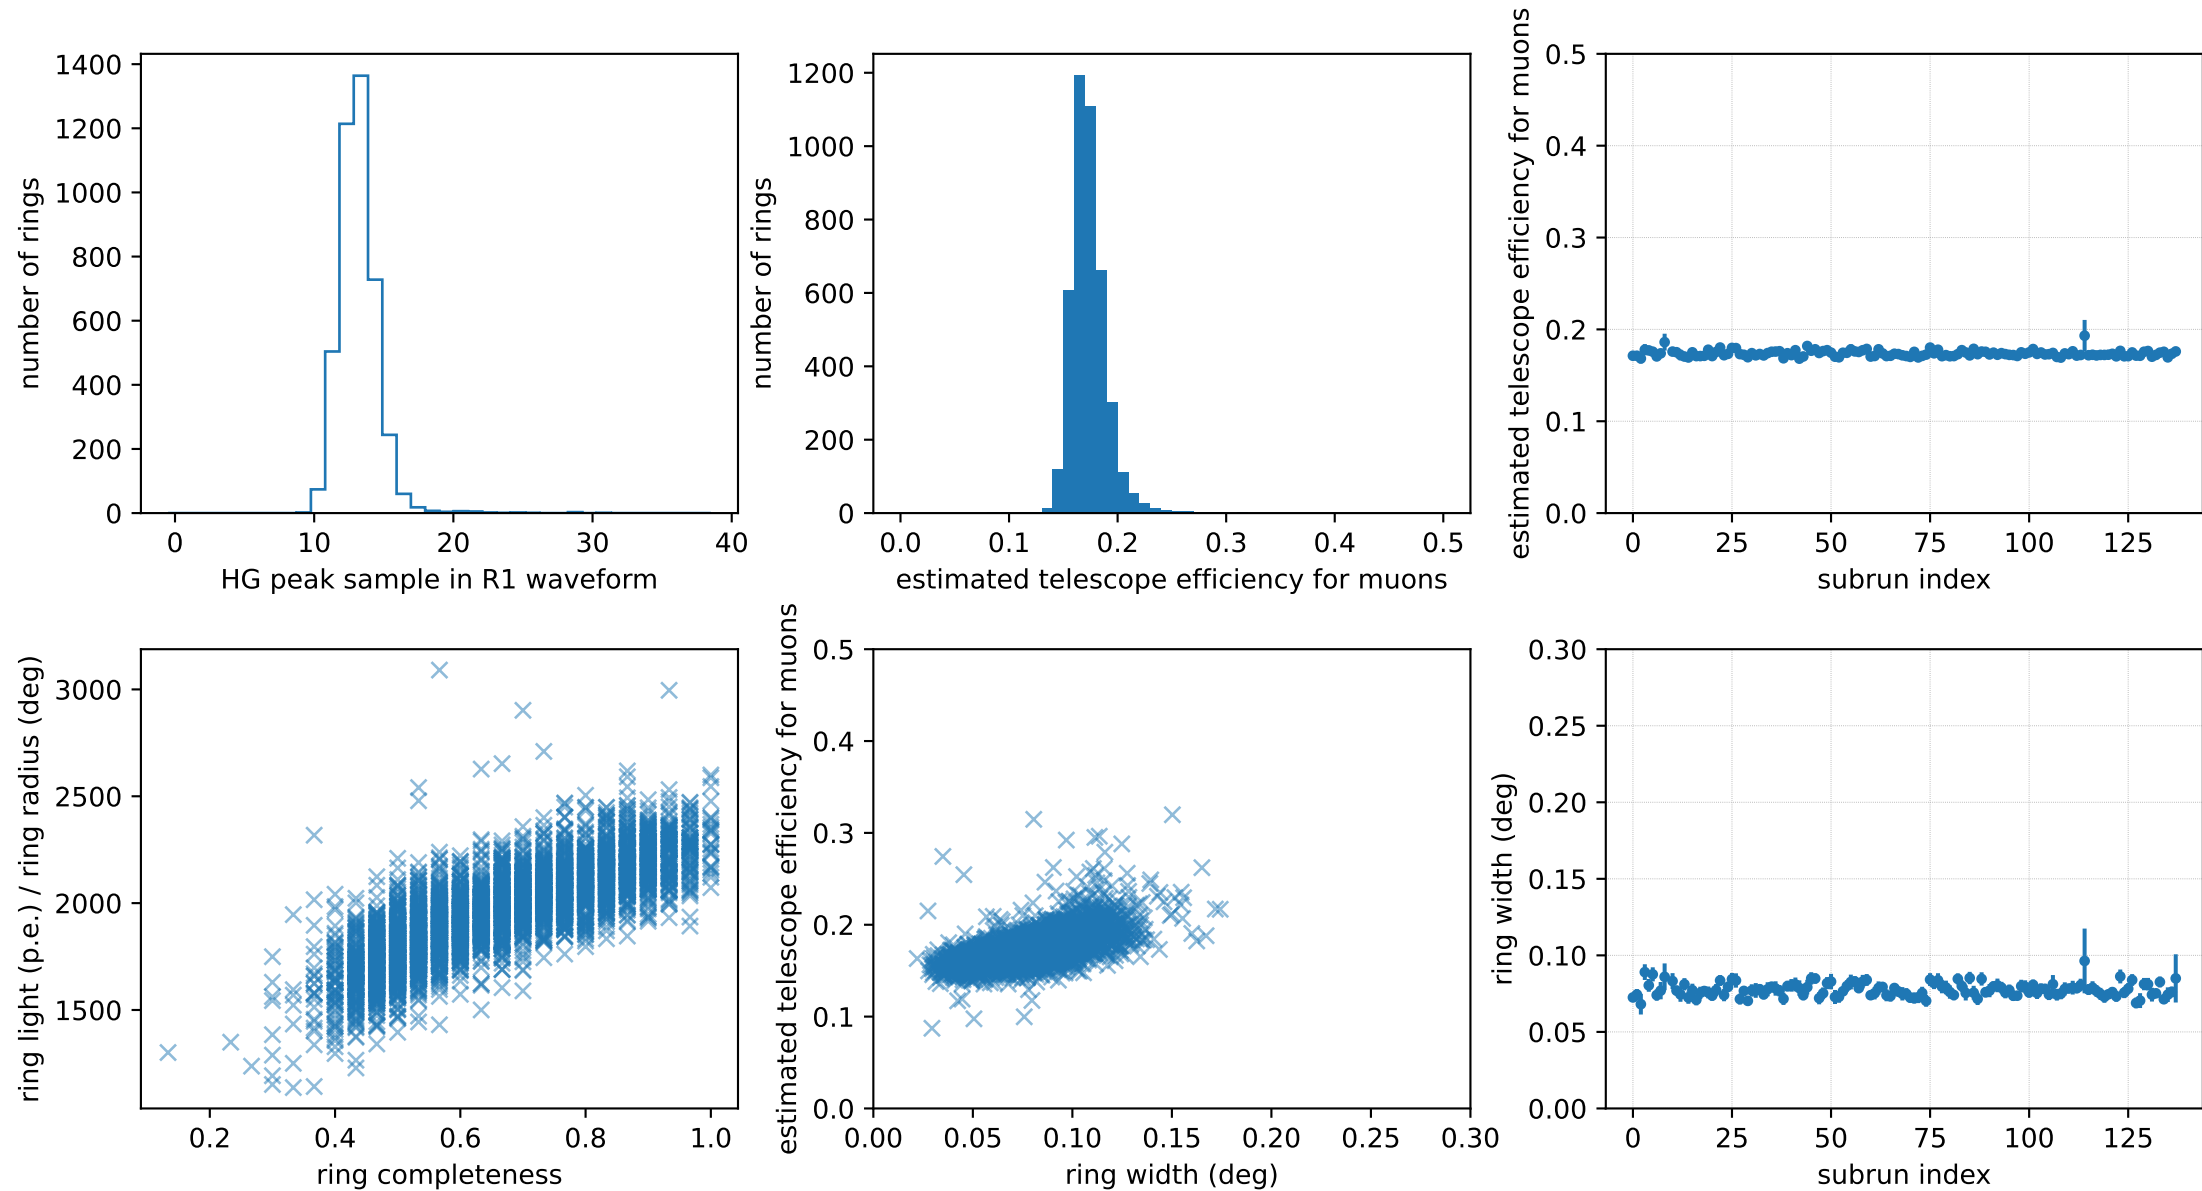 number of rings
1400
1200
1000
800
600
400
200
0
0 10 20 30 40
HG peak sample in R1 waveform
number of rings
1200
1000
800
600
400
200
0
0.0 0.1 0.2 0.3 0.4 0.5
estimated telescope efficiency for muons
estimated telescope efficiency for muons
0.5
0.4
0.3
0.2
0.1
0.0
0 25 50 75 100 125
subrun index
ring light (p.e.) / ring radius (deg)
3000
2500
2000
1500
0.2 0.4 0.6 0.8 1.0
ring completeness
estimated telescope efficiency for muons
0.5
0.4
0.3
0.2
0.1
0.0
0.00 0.05 0.10 0.15 0.20 0.25 0.30
ring width (deg)
ring width (deg)
0.30
0.25
0.20
0.15
0.10
0.05
0.00
0 25 50 75 100 125
subrun index